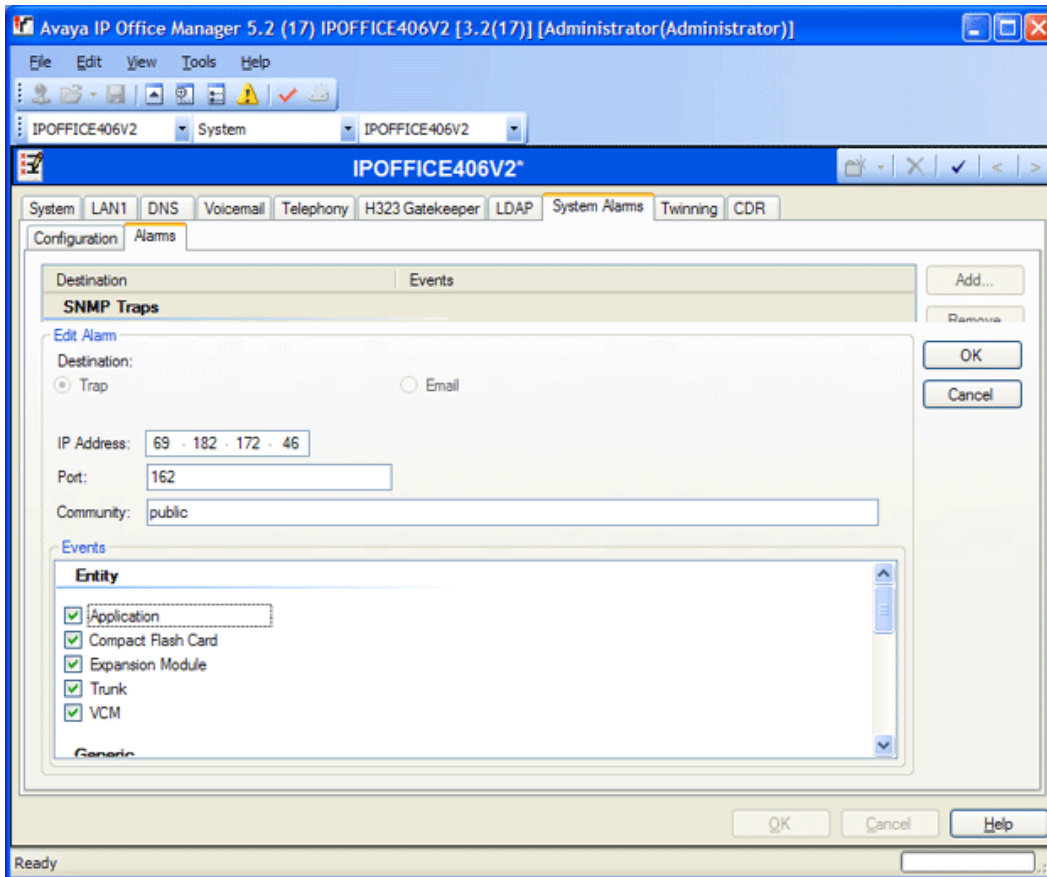 Avaya IP Office Manager 5.2 (17) IPOFFICE406V2 [3.2(17)] [Administrator(Administrator)]
File Edit View Tools Help
IPOFFICE406V2 System IPOFFICE406V2
IPOFFICE406V2*
System LAN1 DNS Voicemail Telephony H323 Gatekeeper LDAP System Alarms Twinning CDR
Configuration Alarms
Destination Events Add...
SNMP Traps
Remove
Edit Alarm
Destination:
OK
Trap Email
Cancel
IP Address: 69 . 182 . 172 . 46
Port: 162
Community: public
Events
Entity
Application
Compact Flash Card
Expansion Module
Trunk
VCM
Generic
OK Cancel Help
Ready